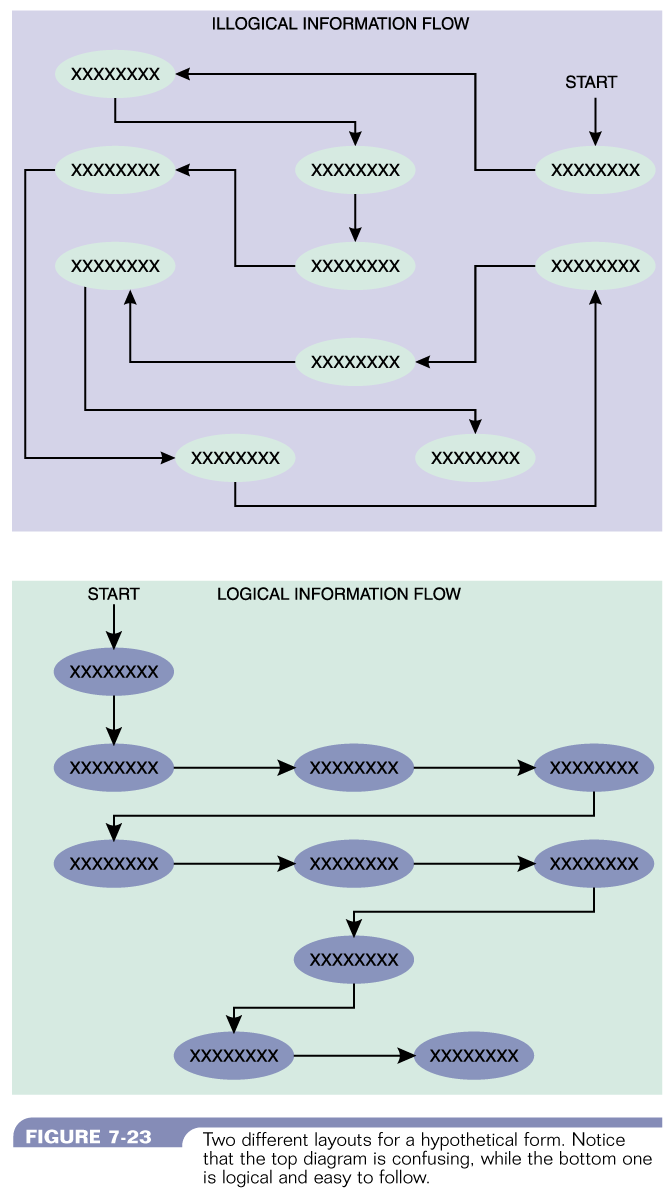 ILLOGICAL INFORMATION FLOW
XXXXXXXX
START
XXXXXXXX
XXXXXXXX
XXXXXXXX
XXXXXXXX
XXXXXXXX
XXXXXXXX
XXXXXXXX
XXXXXXXX
XXXXXXXX
START
LOGICAL INFORMATION FLOW
XXXXXXXX
XXXXXXXX
XXXXXXXX
XXXXXXXX
XXXXXXXX
XXXXXXXX
XXXXXXXX
XXXXXXXX
XXXXXXXX
XXXXXXXX
FIGURE 7-23
Two different layouts for a hypothetical form. Notice
that the top diagram is confusing, while the bottom one
is logical and easy to follow.